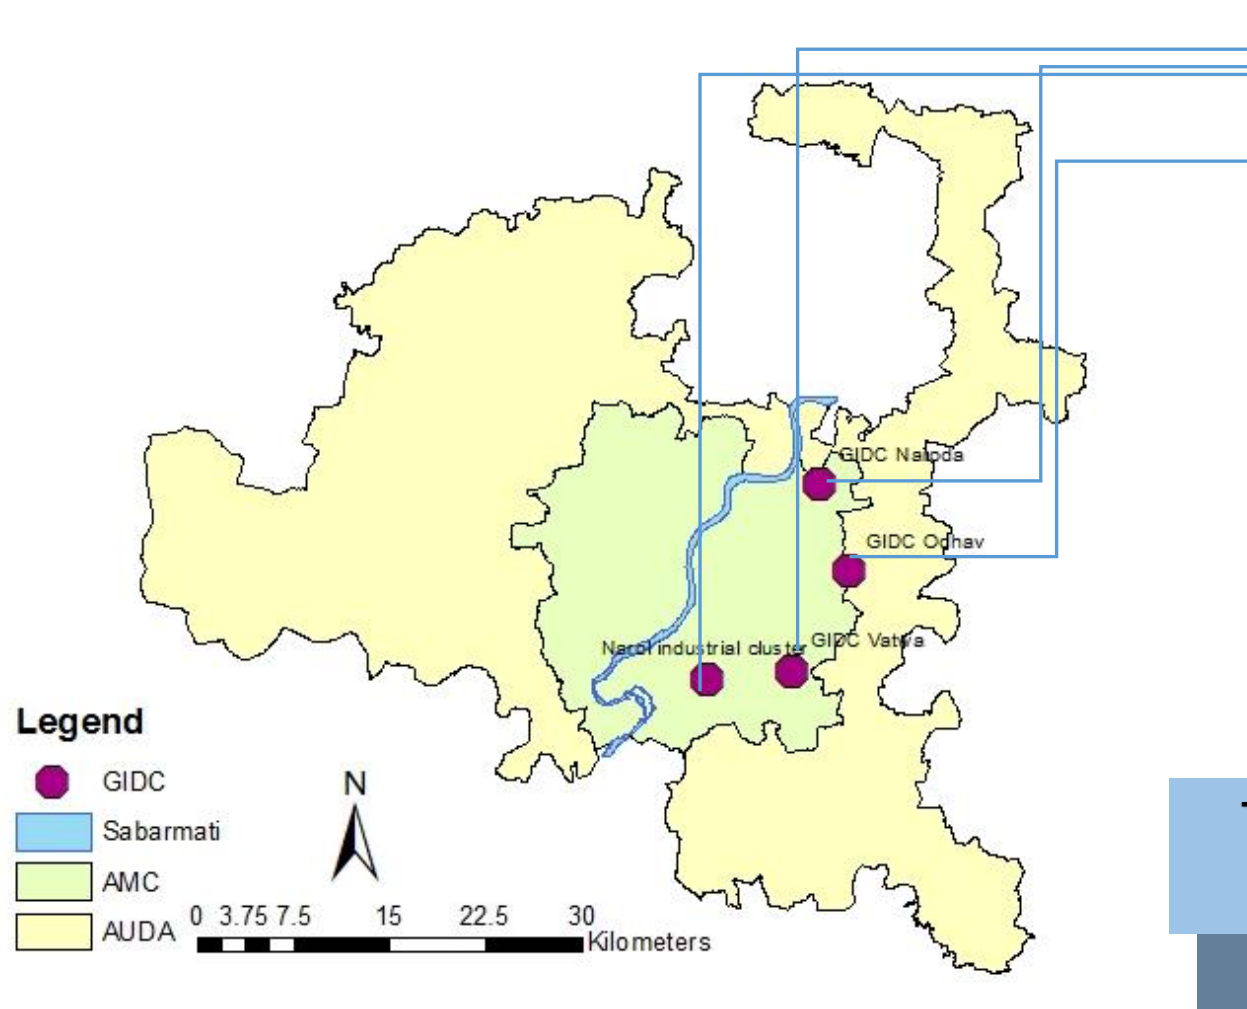 GIDC Naroda
GIDC Odhav
GIDC Vatva
Narol industrial cluster
Legend
GIDC
Sabarmati
AMC
AUDA
N
0 3.75 7.5 15 22.5 30
Kilometers